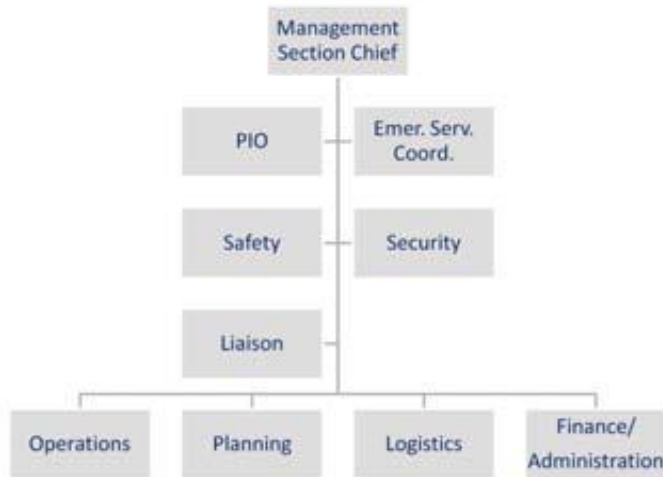 Management
Section Chief
PIO
Emer. Serv.
Coord.
Safety
Security
Liaison
Operations
Planning
Logistics
Finance/
Administration